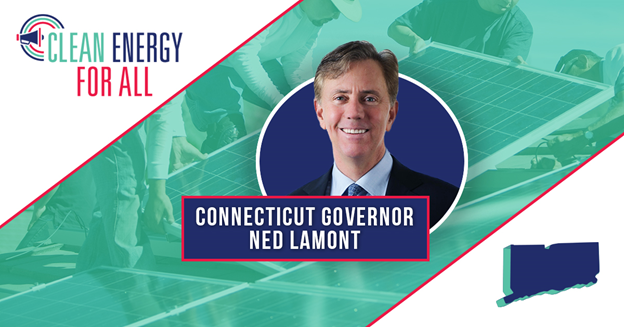 CLEAN ENERGY
FOR ALL
CONNECTICUT GOVERNOR
NED LAMONT